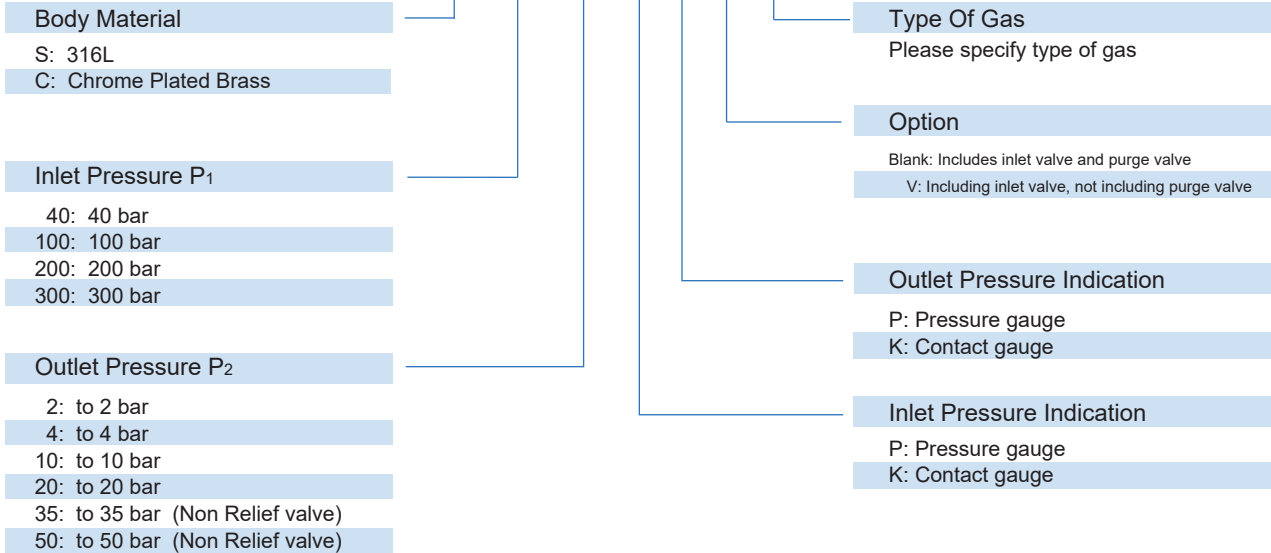 Body Material
S: 316L
C: Chrome Plated Brass
Inlet Pressure P1
40: 40 bar
100: 100 bar
200: 200 bar
300: 300 bar
Outlet Pressure P2
2: to 2 bar
4: to 4 bar
10: to 10 bar
20: to 20 bar
35: to 35 bar (Non Relief valve)
50: to 50 bar (Non Relief valve)
Type Of Gas
Please specify type of gas
Option
Blank: Includes inlet valve and purge valve
V: Including inlet valve, not including purge valve
Outlet Pressure Indication
P: Pressure gauge
K: Contact gauge
Inlet Pressure Indication
P: Pressure gauge
K: Contact gauge